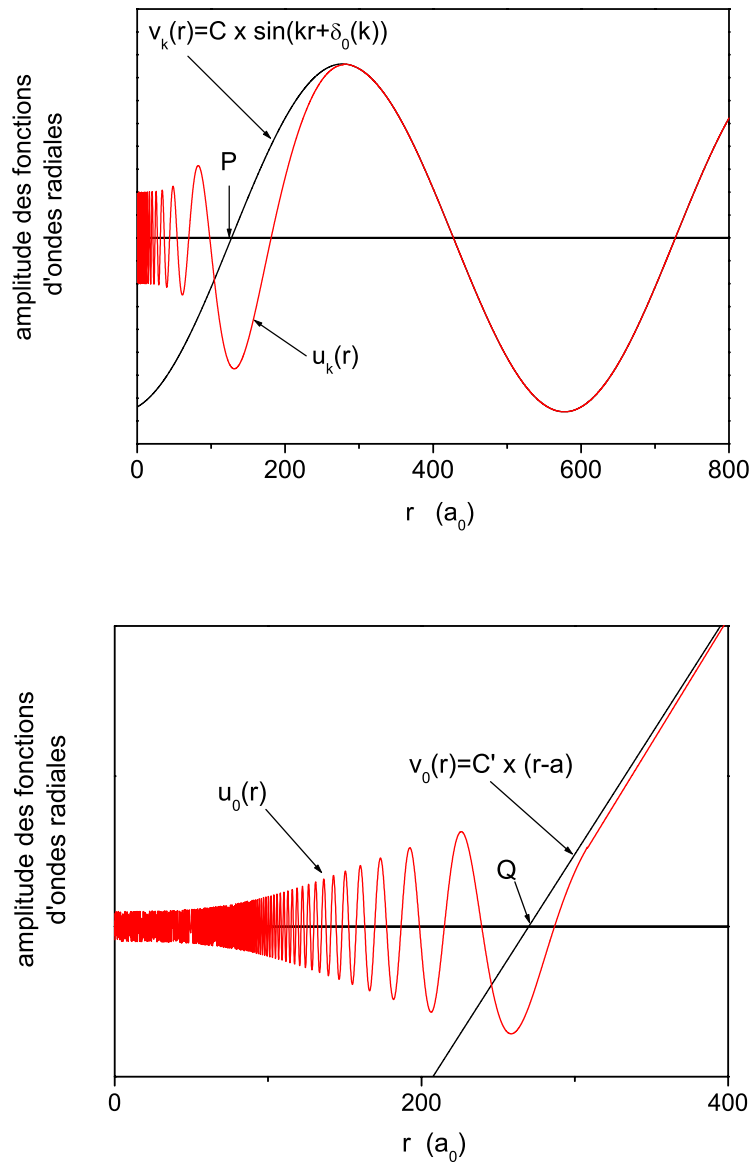 v_k(r)=C x sin(kr+δ_0(k))
P
u_k(r)
amplitude des fonctions
d'ondes radiales
0
200
400
600
800
r (a_0)
v_0(r)=C' x (r-a)
u_0(r)
Q
amplitude des fonctions
d'ondes radiales
0
200
400
r (a_0)